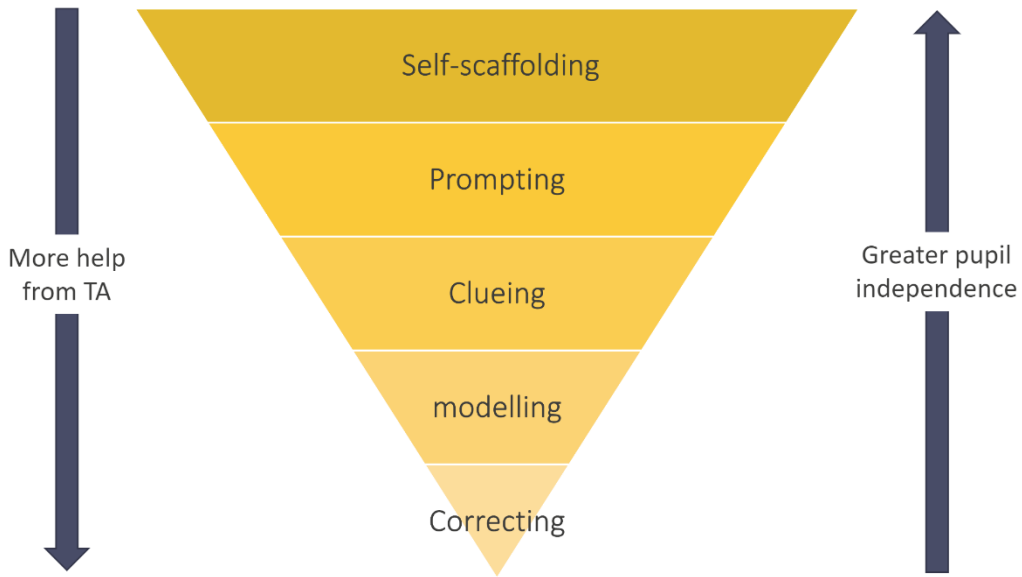 Self-scaffolding
Prompting
Clueing
modelling
Correcting
More help
from TA
Greater pupil
independence